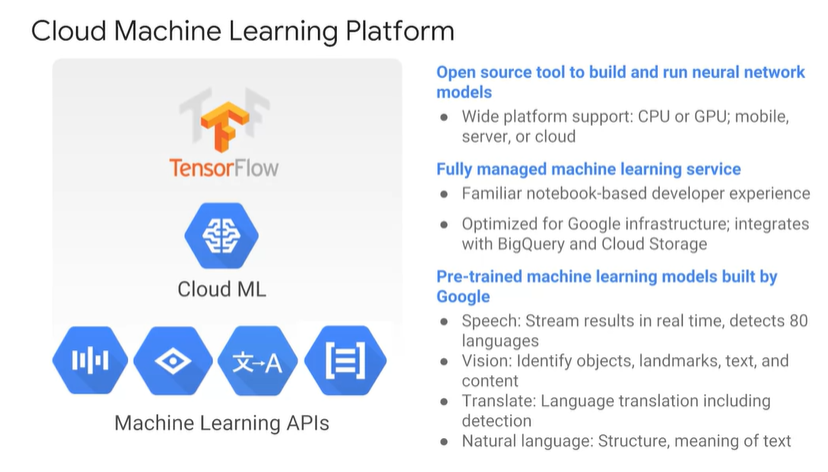 Cloud Machine Learning Platform
TensorFlow
Cloud ML
文→A
Machine Learning APIs
Open source tool to build and run neural network
models
● Wide platform support: CPU or GPU; mobile,
server, or cloud
Fully managed machine learning service
● Familiar notebook-based developer experience
● Optimized for Google infrastructure; integrates
with BigQuery and Cloud Storage
Pre-trained machine learning models built by
Google
● Speech: Stream results in real time, detects 80
languages
● Vision: Identify objects, landmarks, text, and
content
● Translate: Language translation including
detection
● Natural language: Structure, meaning of text